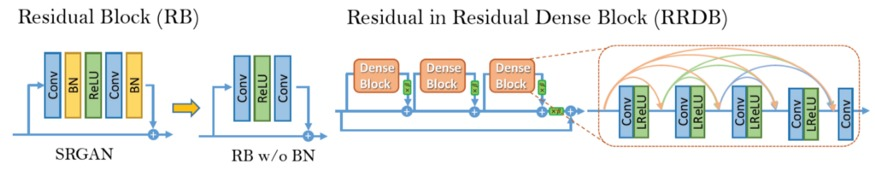 Residual Block (RB)
Conv
BN
ReLU
Conv
BN
SRGAN
Conv
ReLU
Conv
RB w/o BN
Residual in Residual Dense Block (RRDB)
Dense
Block
Dense
Block
Dense
Block
Conv
LReLU
Conv
LReLU
Conv
LReLU
Conv
LReLU
Conv